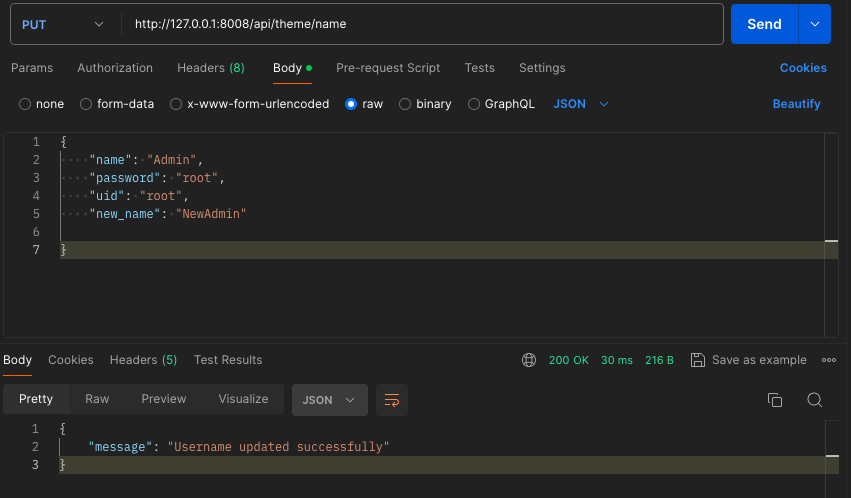 PUT http://127.0.0.1:8008/api/theme/name Send
Params Authorization Headers (8) Body Pre-request Script Tests Settings Cookies
none form-data x-www-form-urlencoded raw binary GraphQL JSON Beautify
1 {
2 "name": "Admin",
3 "password": "root",
4 "uid": "root",
5 "new_name": "NewAdmin"
6
7 }
Body Cookies Headers (5) Test Results 200 OK 30 ms 216 B Save as example
Pretty Raw Preview Visualize JSON
1 {
2 "message": "Username updated successfully"
3 }